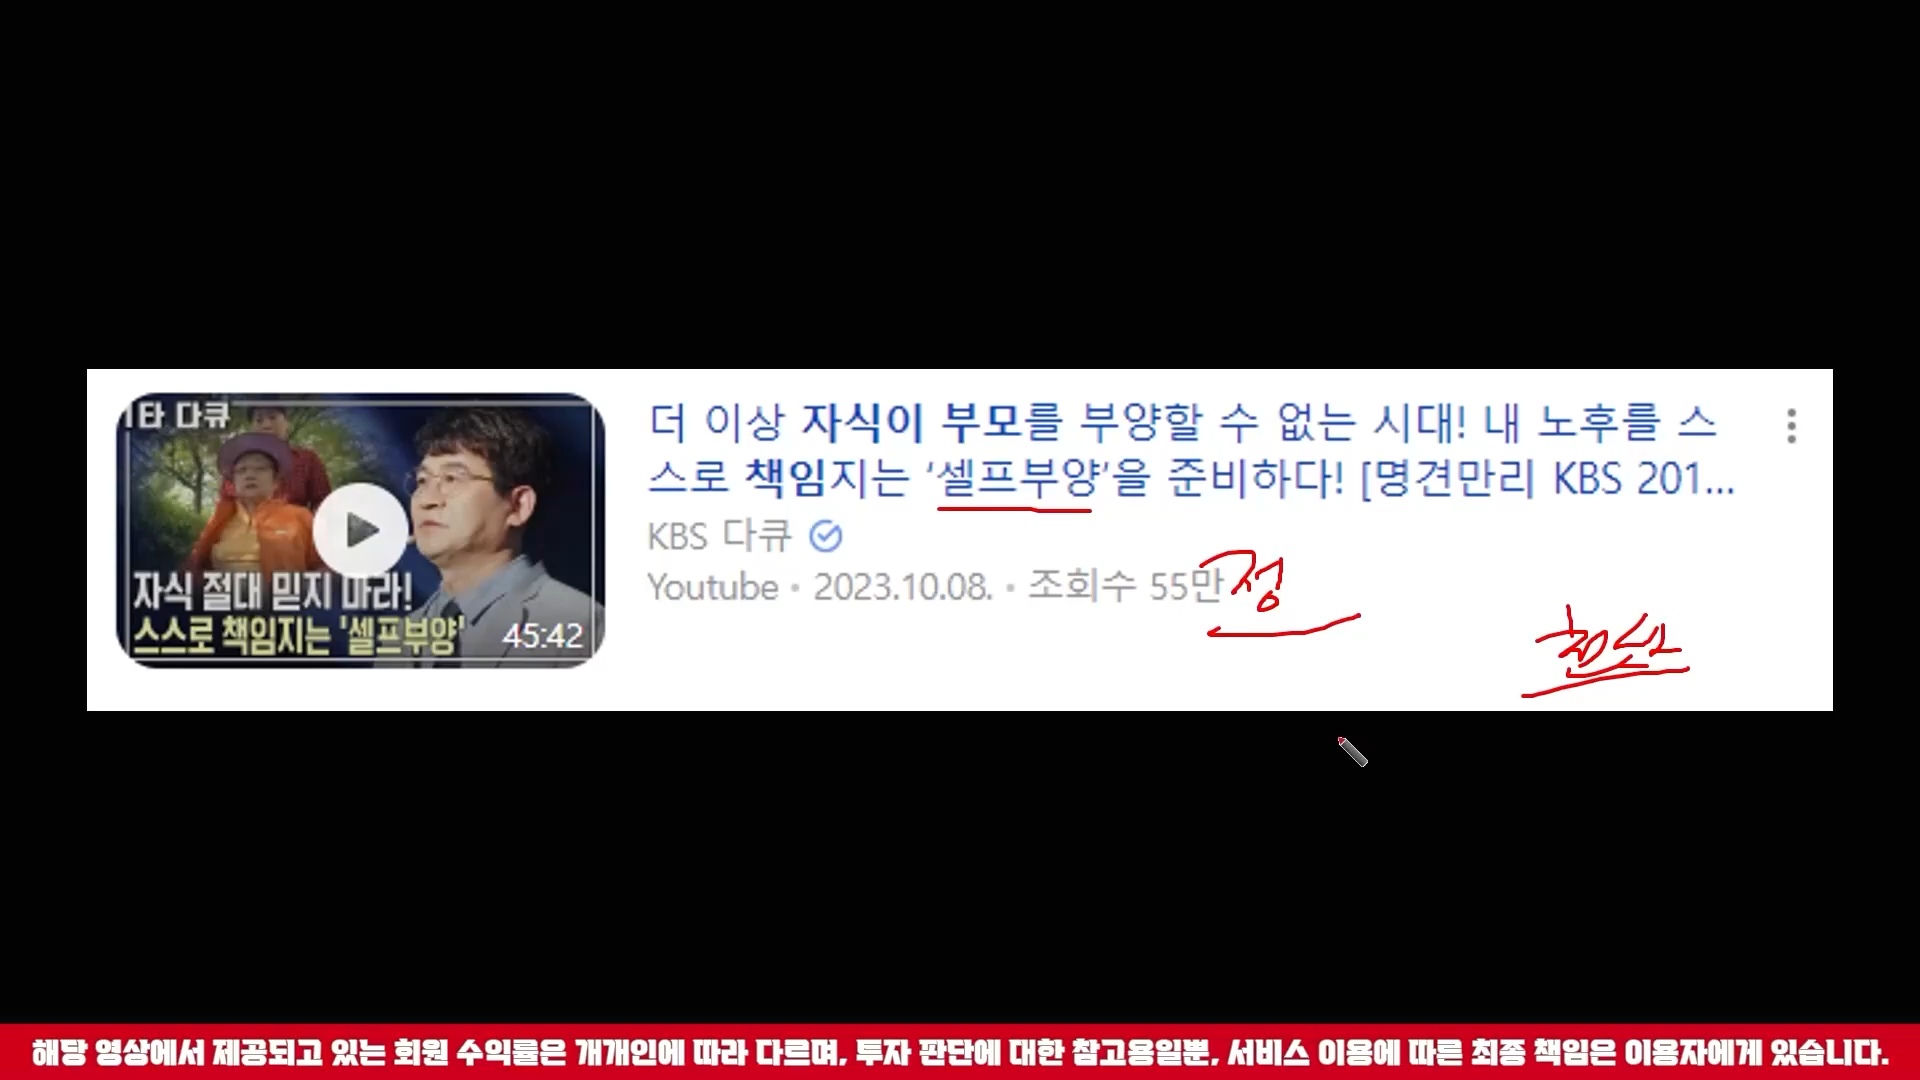 기타 다큐
자식 절대 믿지 마라!
스스로 책임지는 '셀프부양'
45:42
더 이상 자식이 부모를 부양할 수 없는 시대! 내 노후를 스
스로 책임지는 ‘셀프부양’을 준비하다! [명견만리 KBS 201...
KBS 다큐
Youtube • 2023.10.08. • 조회수 55만
정
현실
해당 영상에서 제공되고 있는 회원 수익률은 개개인에 따라 다르며, 투자 판단에 대한 참고용일뿐, 서비스 이용에 따른 최종 책임은 이용자에게 있습니다.